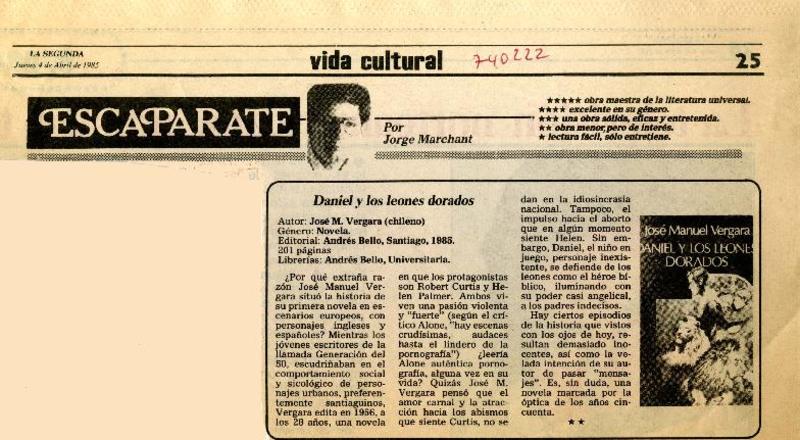 LA SEGUNDA
Jueves 4 de Abril de 1985
vida cultural
740222
25
ESCAPARATE
Por
Jorge Marchant
★★★★★ obra maestra de la literatura universal.
★★★★ excelente en su género.
★★★ una obra sólida, eficaz y entretenida.
★★ obra menor, pero de interés.
★ lectura fácil, sólo entretiene.
Daniel y los leones dorados
Autor: José M. Vergara (chileno)
Género: Novela.
Editorial: Andrés Bello, Santiago, 1985.
201 páginas
Librerías: Andrés Bello, Universitaria.
¿Por qué extraña ra-
zón José Manuel Ver-
gara situó la historia de
su primera novela en es-
cenarios europeos, con
personajes ingleses y
españoles? Mientras los
jóvenes escritores de la
llamada Generación del
50, escudriñaban en el
comportamiento social
y sicológico de perso-
najes urbanos, preferen-
temente santiaguinos,
Vergara edita en 1956, a
los 28 años, una novela
en que los protagonistas
son Robert Curtis y He-
len Palmer. Ambos vi-
ven una pasión violenta
y "fuerte" (según el crí-
tico Alone, "hay escenas
crudísimas, audaces
hasta el lindero de la
pornografía") ¿leería
Alone auténtica porno-
grafía, alguna vez en su
vida? Quizás José M.
Vergara pensó que el
amor carnal y la atrac-
ción hacia los abismos
que siente Curtis, no se
dan en la idiosincrasia
nacional. Tampoco, el
impulso hacia el aborto
que en algún momento
siente Helen. Sin em-
bargo, Daniel, el niño en
juego, personaje inexis-
tente, se defiende de los
leones como el héroe bí-
blico, iluminando con
su poder casi angelical,
a los padres indecisos.
Hay ciertos episodios
de la historia que vistos
con los ojos de hoy, re-
sultan demasiado ino-
centes, así como la ve-
lada intención de su au-
tor de pasar "mensa-
jes". Es, sin duda, una
novela marcada por la
óptica de los años cin-
cuenta.
★★
José Manuel Vergara
DANIEL Y LOS LEONES
DORADOS